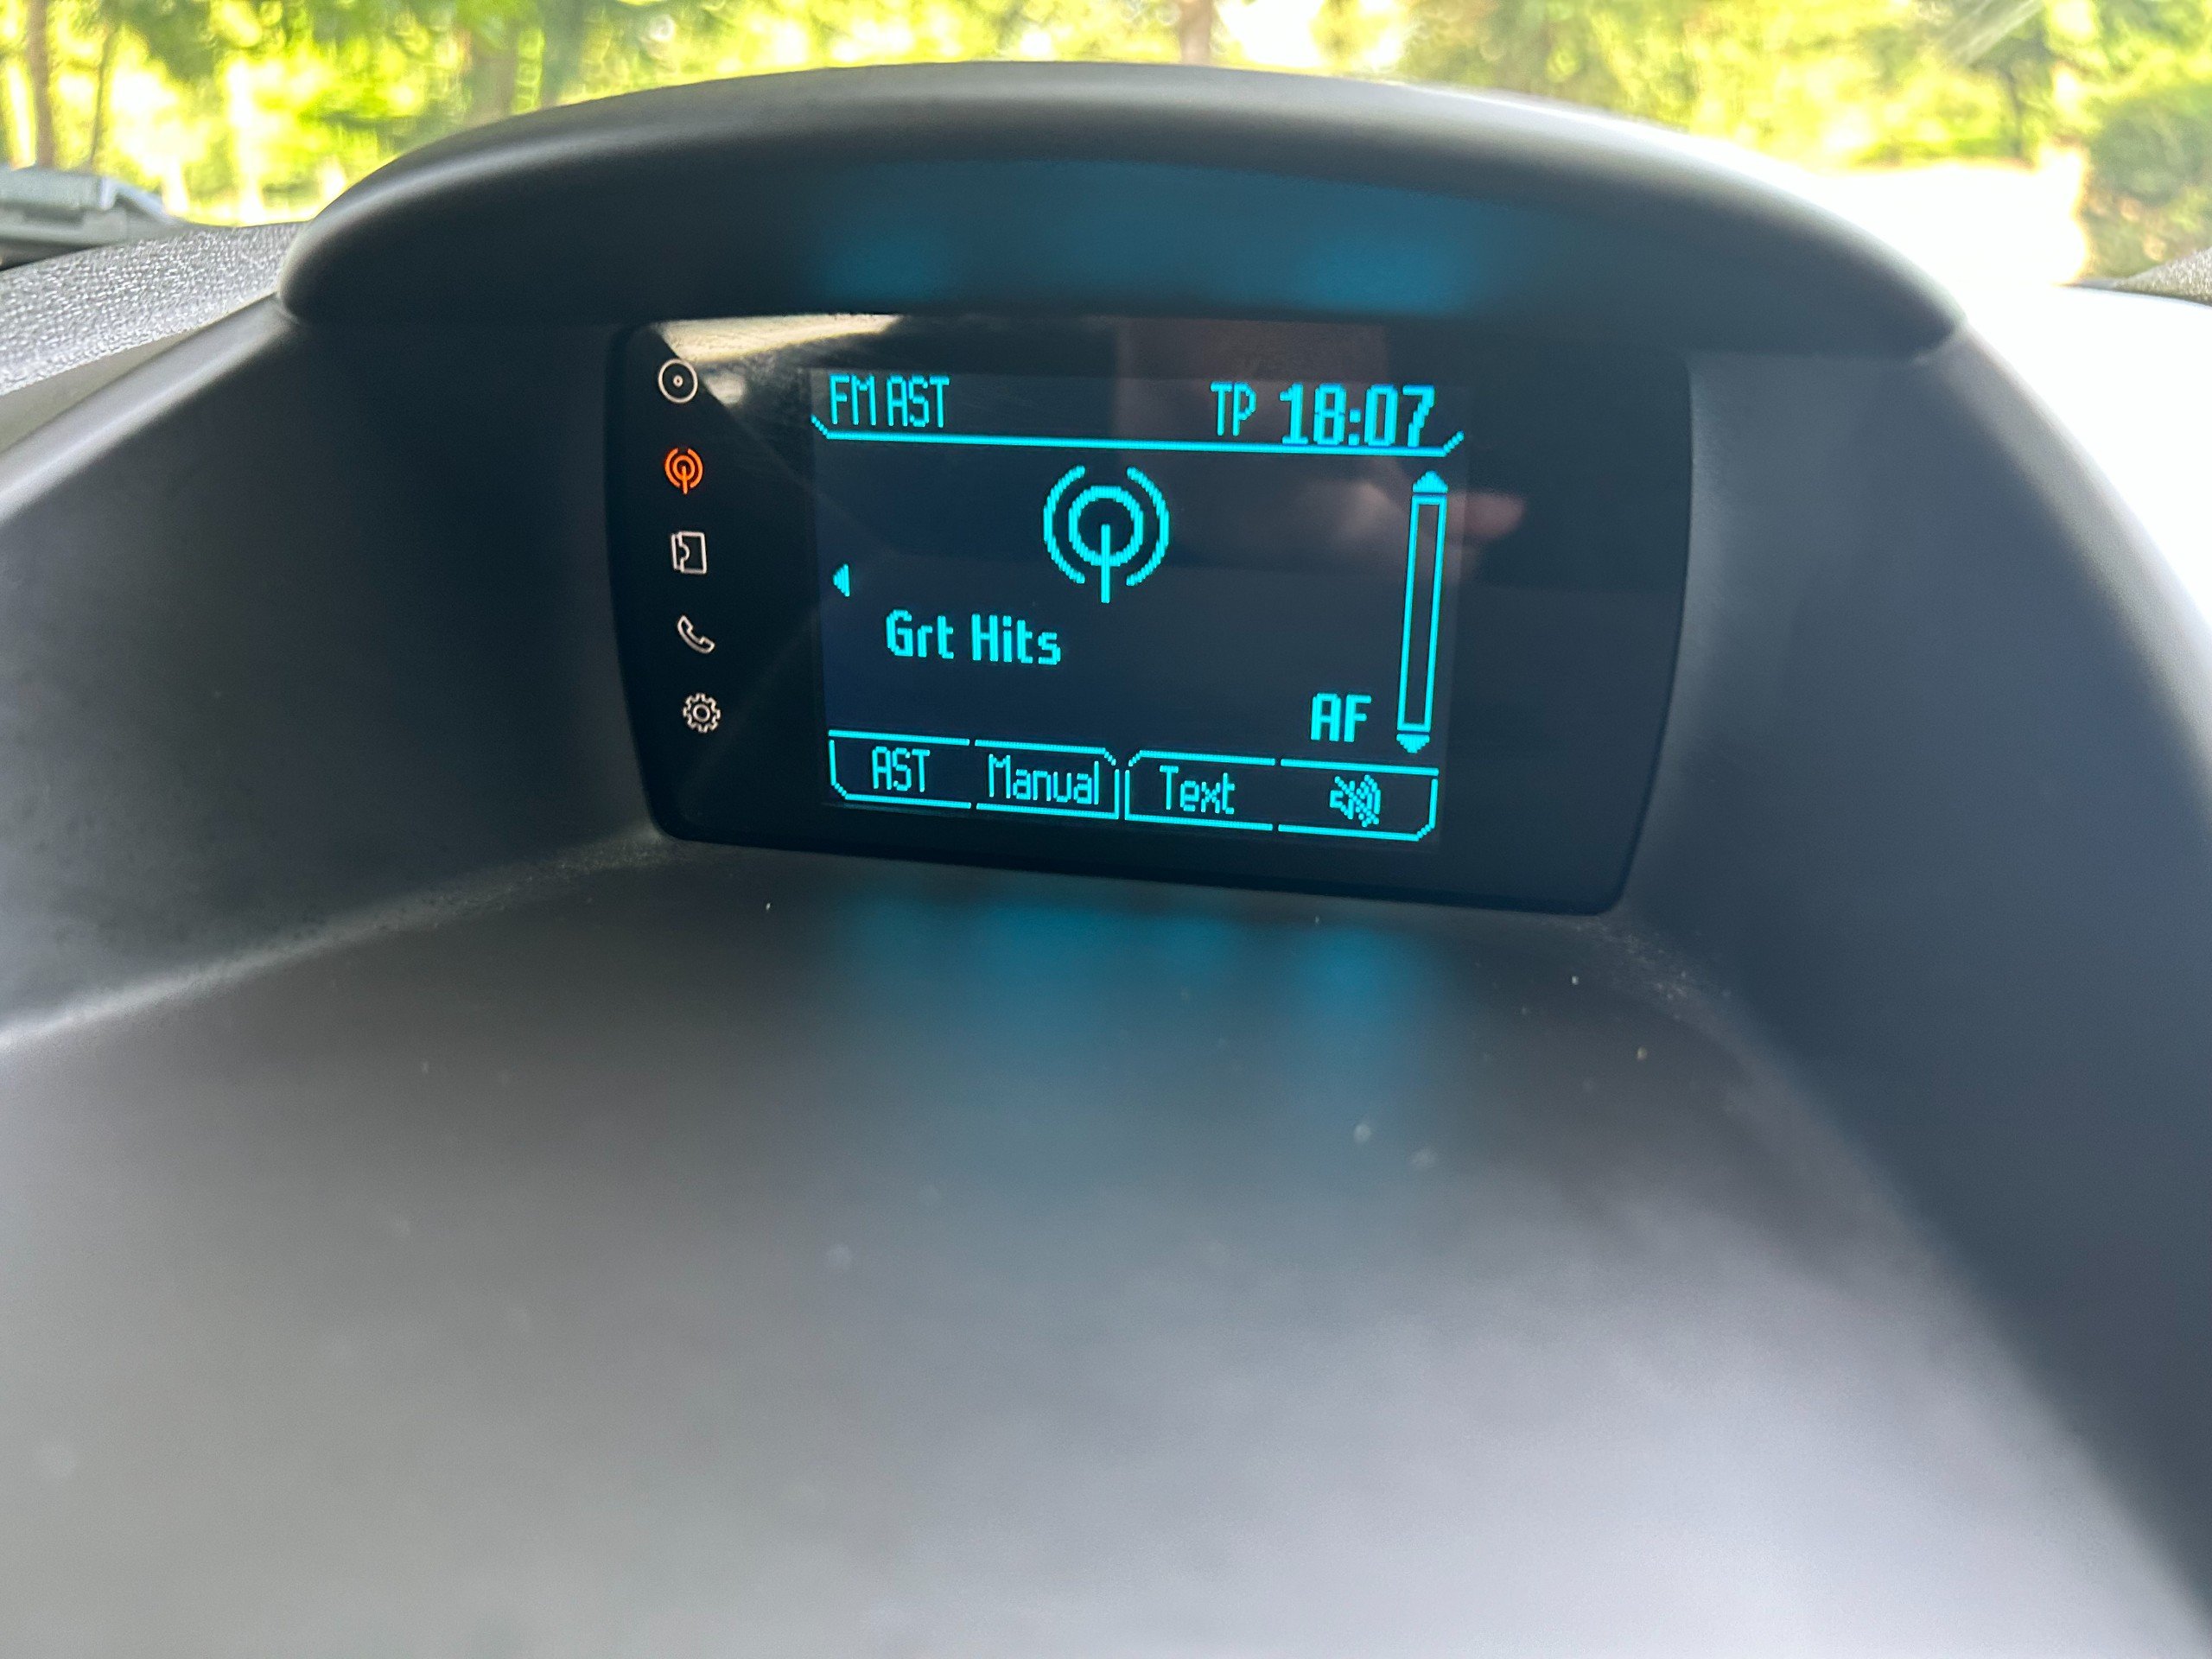 FM AST TP 18:07
Grt Hits
AF
AST Manual Text